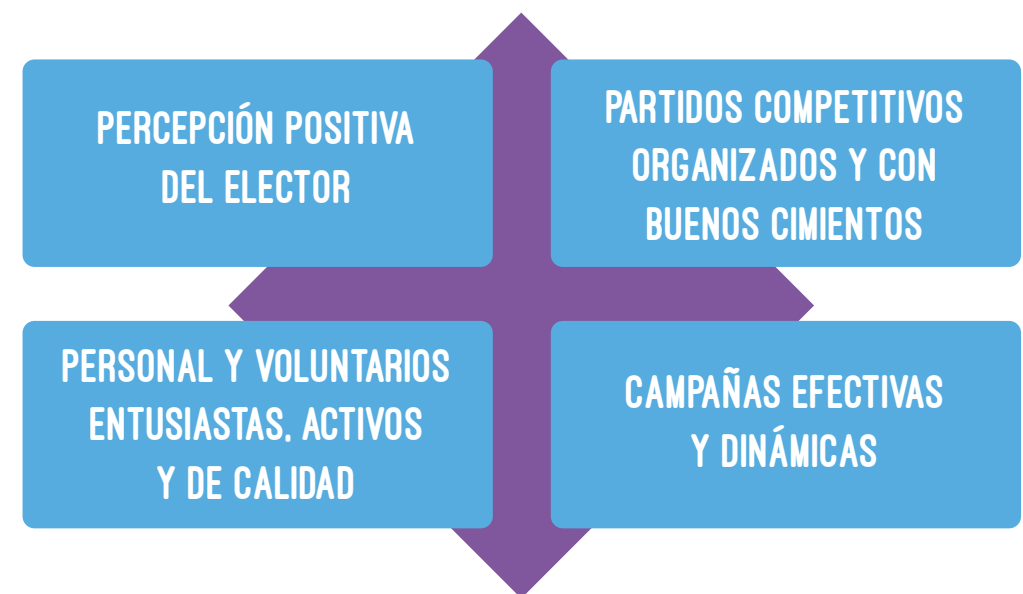 PERCEPCIÓN POSITIVA
DEL ELECTOR
PARTIDOS COMPETITIVOS
ORGANIZADOS Y CON
BUENOS CIMIENTOS
PERSONAL Y VOLUNTARIOS
ENTUSIASTAS, ACTIVOS
Y DE CALIDAD
CAMPAÑAS EFECTIVAS
Y DINÁMICAS